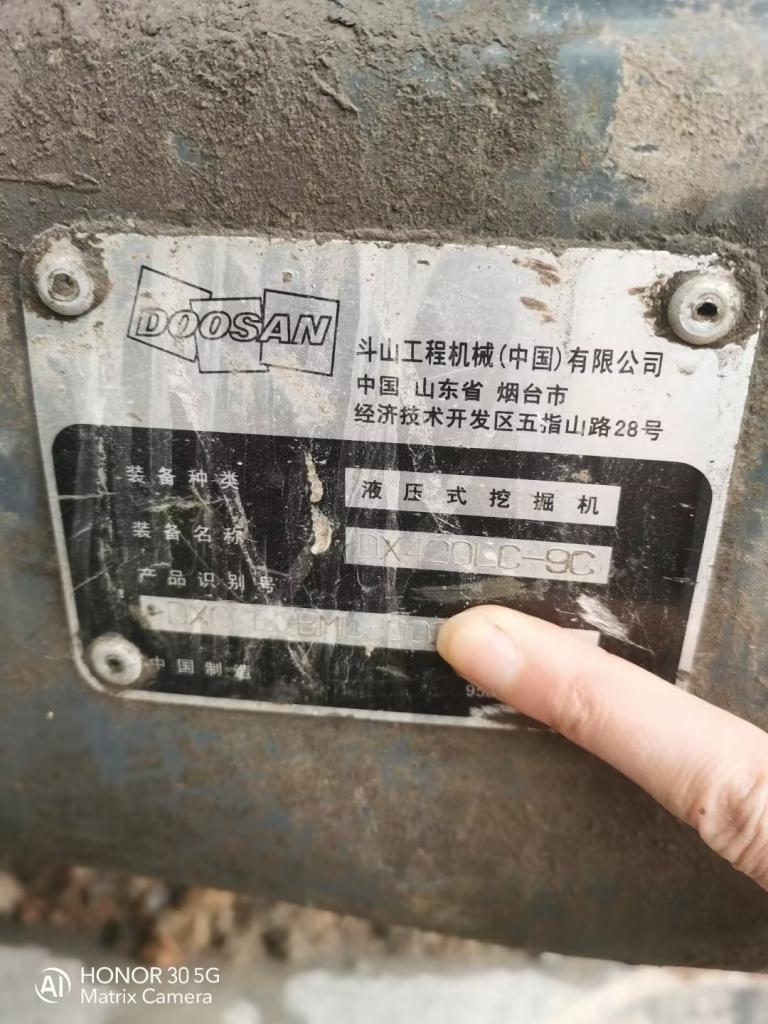 DOOSAN
斗山工程机械(中国)有限公司
中国 山东省 烟台市
经济技术开发区五指山路28号
装备种类 液压式挖掘机
装备名称 DX420LC-9C
产品识别号
中国制造
HONOR 30 5G
Matrix Camera